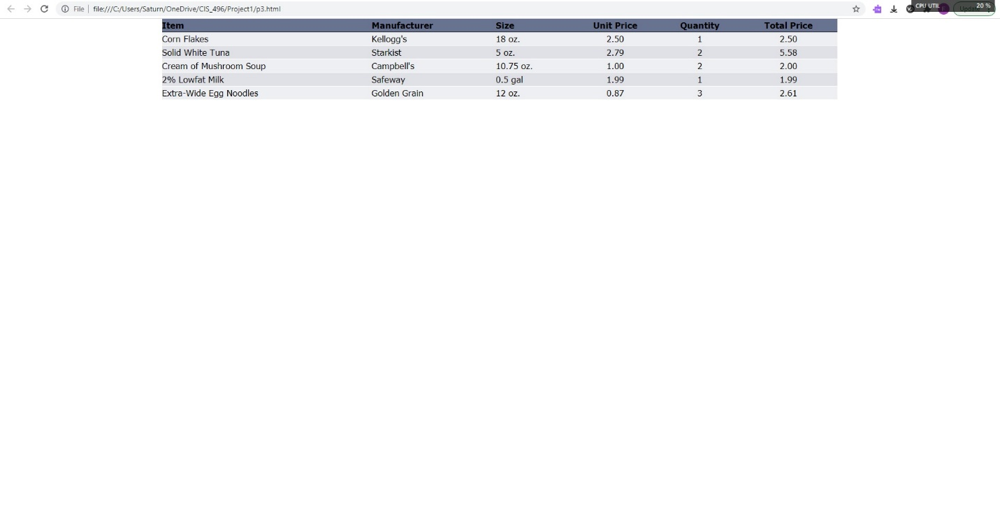 File file:///C:/Users/Saturn/OneDrive/CIS_496/Project1/p3.html CPU UTIL 20 %
Item Manufacturer Size Unit Price Quantity Total Price
Corn Flakes Kellogg's 18 oz. 2.50 1 2.50
Solid White Tuna Starkist 5 oz. 2.79 2 5.58
Cream of Mushroom Soup Campbell's 10.75 oz. 1.00 2 2.00
2% Lowfat Milk Safeway 0.5 gal 1.99 1 1.99
Extra-Wide Egg Noodles Golden Grain 12 oz. 0.87 3 2.61